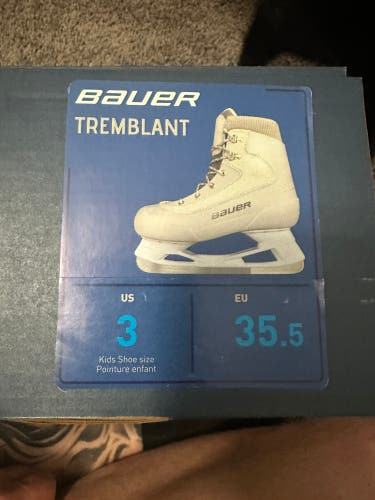 BAUER
TREMBLANT
BAUER
US
3
Kids Shoe size
Pointure enfant
EU
35.5